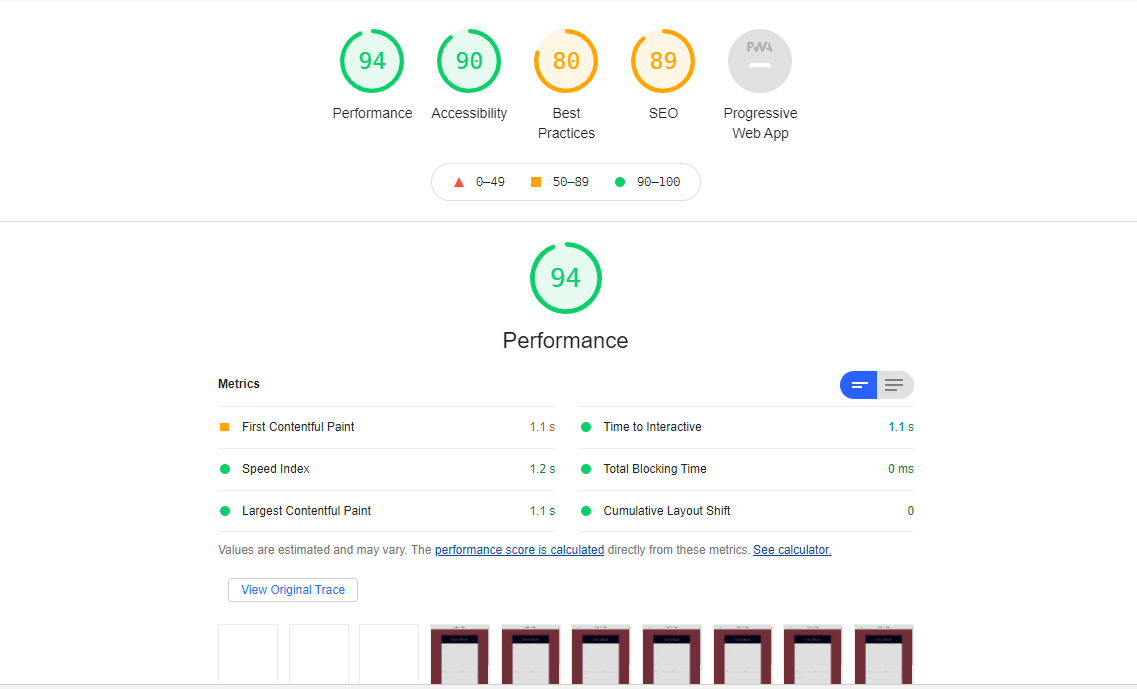 94 90 80 89 PWA
Performance Accessibility Best Practices SEO Progressive Web App
0–49 50–89 90–100
94
Performance
Metrics
First Contentful Paint 1.1 s
Time to Interactive 1.1 s
Speed Index 1.2 s
Total Blocking Time 0 ms
Largest Contentful Paint 1.1 s
Cumulative Layout Shift 0
Values are estimated and may vary. The performance score is calculated directly from these metrics. See calculator.
View Original Trace